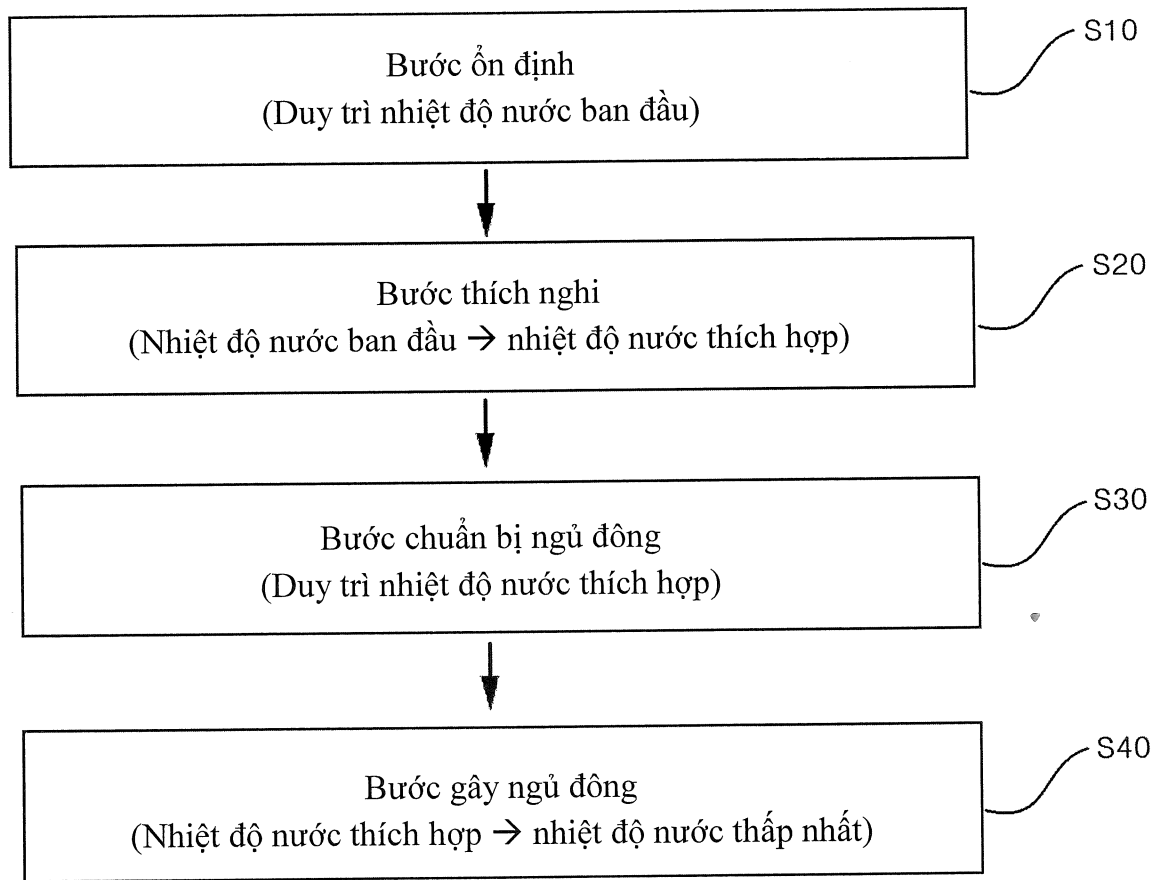 Bước ổn định
(Duy trì nhiệt độ nước ban đầu)
S10
Bước thích nghi
(Nhiệt độ nước ban đầu → nhiệt độ nước thích hợp)
S20
Bước chuẩn bị ngủ đông
(Duy trì nhiệt độ nước thích hợp)
S30
Bước gây ngủ đông
(Nhiệt độ nước thích hợp → nhiệt độ nước thấp nhất)
S40